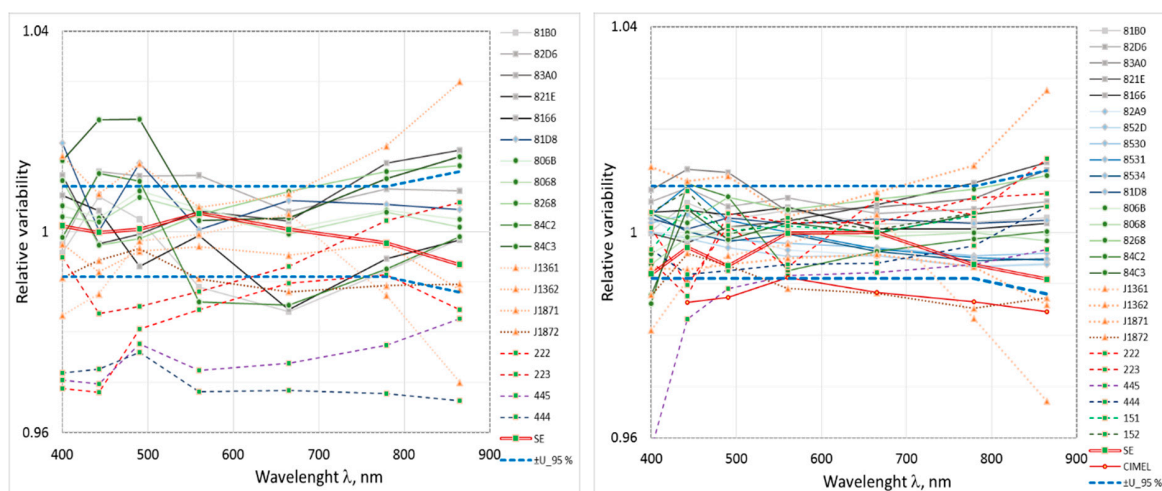 1.04
1
0.96
Relative variability
400 500 600 700 800 900
Wavelenght λ, nm
81B0
82D6
83A0
821E
8166
81D8
806B
8068
8268
84C2
84C3
J1361
J1362
J1871
J1872
222
223
445
444
SE
±U_95 %
1.04
1
0.96
Relative variability
400 500 600 700 800 900
Wavelenght λ, nm
81B0
82D6
83A0
821E
8166
82A9
852D
8530
8531
8534
81D8
806B
8068
8268
84C2
84C3
J1361
J1362
J1871
J1872
222
223
445
444
151
152
SE
CIMEL
±U_95 %